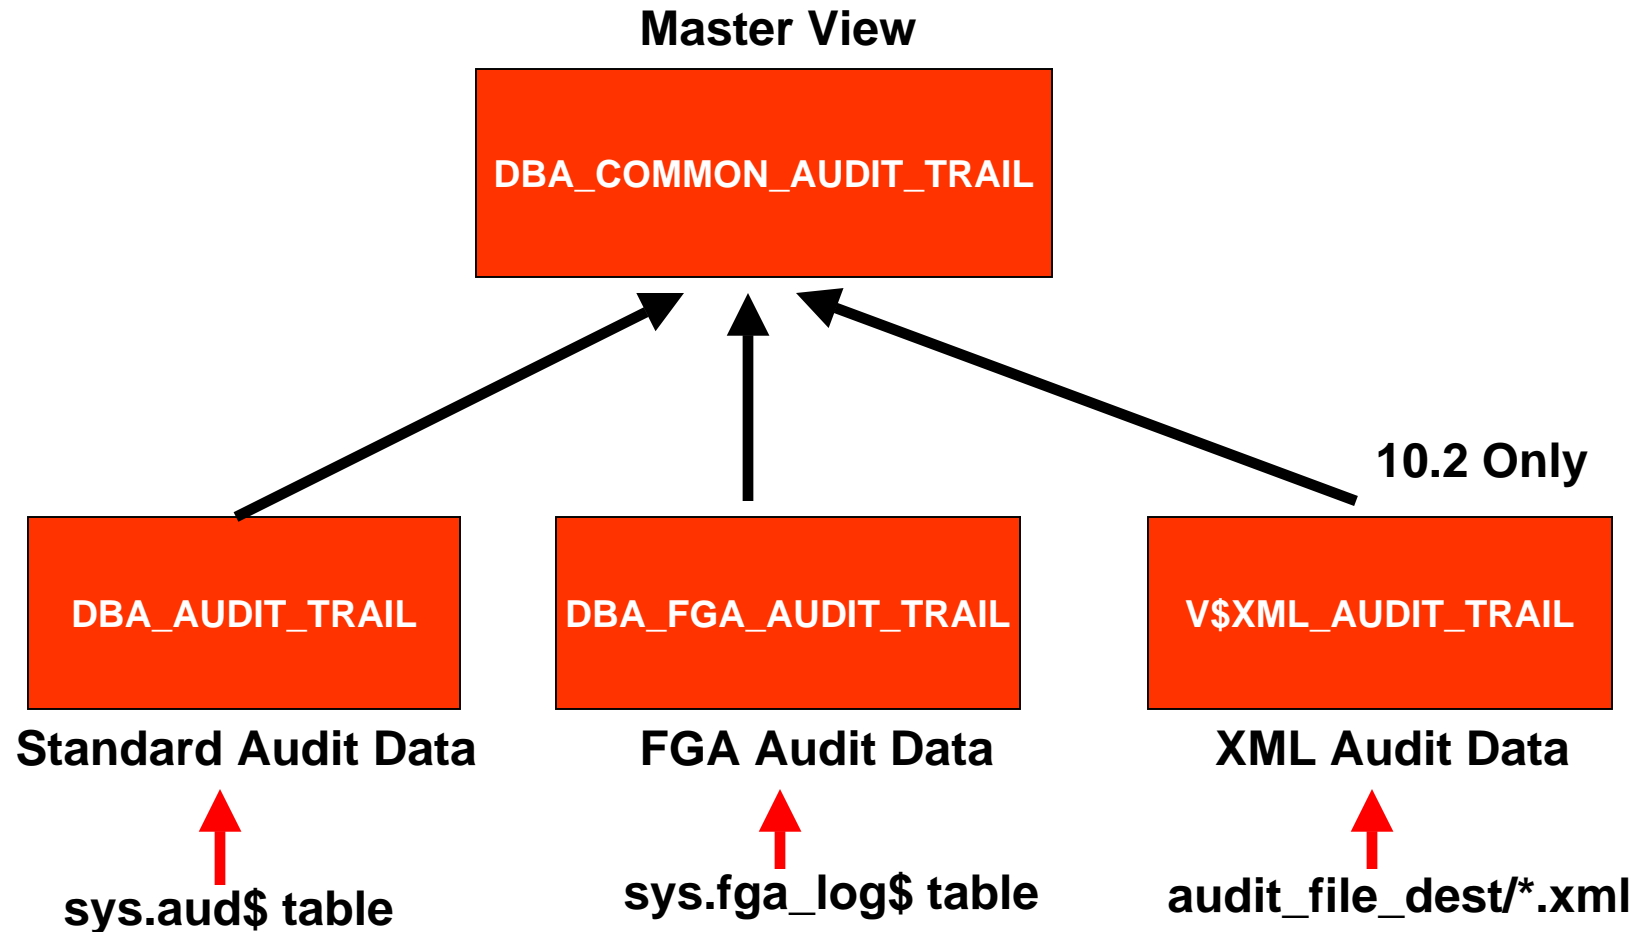 Master View
DBA_COMMON_AUDIT_TRAIL
10.2 Only
DBA_AUDIT_TRAIL
DBA_FGA_AUDIT_TRAIL
V$XML_AUDIT_TRAIL
Standard Audit Data
FGA Audit Data
XML Audit Data
sys.aud$ table
sys.fga_log$ table
audit_file_dest/*.xml